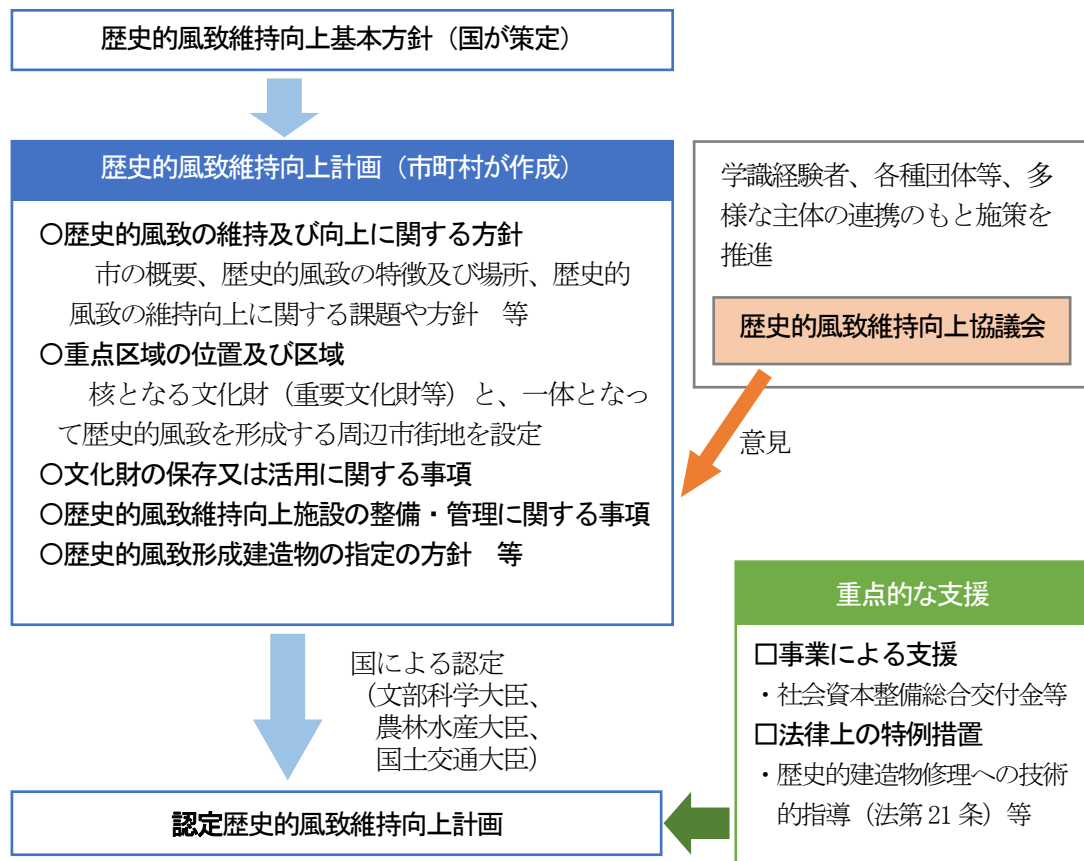 歴史的風致維持向上基本方針（国が策定）
歴史的風致維持向上計画（市町村が作成）
〇歴史的風致の維持及び向上に関する方針
市の概要、歴史的風致の特徴及び場所、歴史的
風致の維持向上に関する課題や方針　等
〇重点区域の位置及び区域
核となる文化財（重要文化財等）と、一体となっ
て歴史的風致を形成する周辺市街地を設定
〇文化財の保存又は活用に関する事項
〇歴史的風致維持向上施設の整備・管理に関する事項
〇歴史的風致形成建造物の指定の方針　等
学識経験者、各種団体等、多
様な主体の連携のもと施策を
推進
歴史的風致維持向上協議会
意見
国による認定
（文部科学大臣、
農林水産大臣、
国土交通大臣）
重点的な支援
□事業による支援
・社会資本整備総合交付金等
□法律上の特例措置
・歴史的建造物修理への技術
的指導（法第 21 条）等
認定歴史的風致維持向上計画